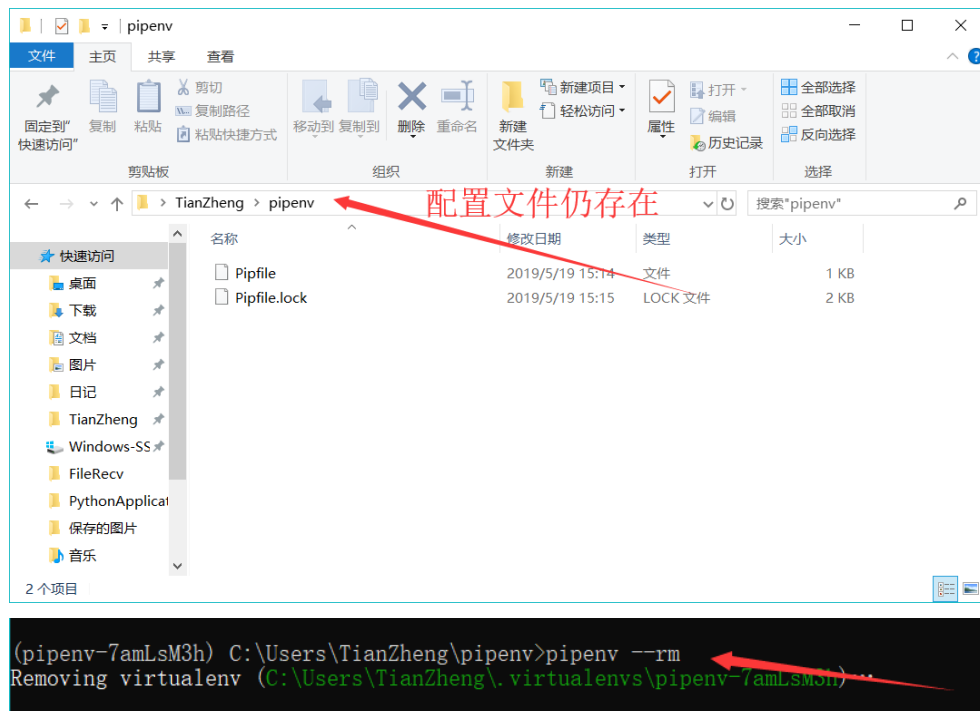 pipenv
文件 主页 共享 查看
固定到"快速访问"
复制
粘贴
剪切
复制路径
粘贴快捷方式
剪贴板
移动到 复制到
删除 重命名
组织
新建
文件夹
新建项目
轻松访问
新建
属性
打开
编辑
历史记录
打开
全部选择
全部取消
反向选择
选择
TianZheng > pipenv
配置文件仍存在
搜索"pipenv"
名称 修改日期 类型 大小
Pipfile 2019/5/19 15:14 文件 1 KB
Pipfile.lock 2019/5/19 15:15 LOCK 文件 2 KB
快速访问
桌面
下载
文档
图片
日记
TianZheng
Windows-SS
FileRecv
PythonApplicat
保存的图片
音乐
2 个项目
(pipenv-7amLsM3h) C:\Users\TianZheng\pipenv>pipenv --rm
Removing virtualenv (C:\Users\TianZheng\.virtualenvs\pipenv-7amLsM3h)…